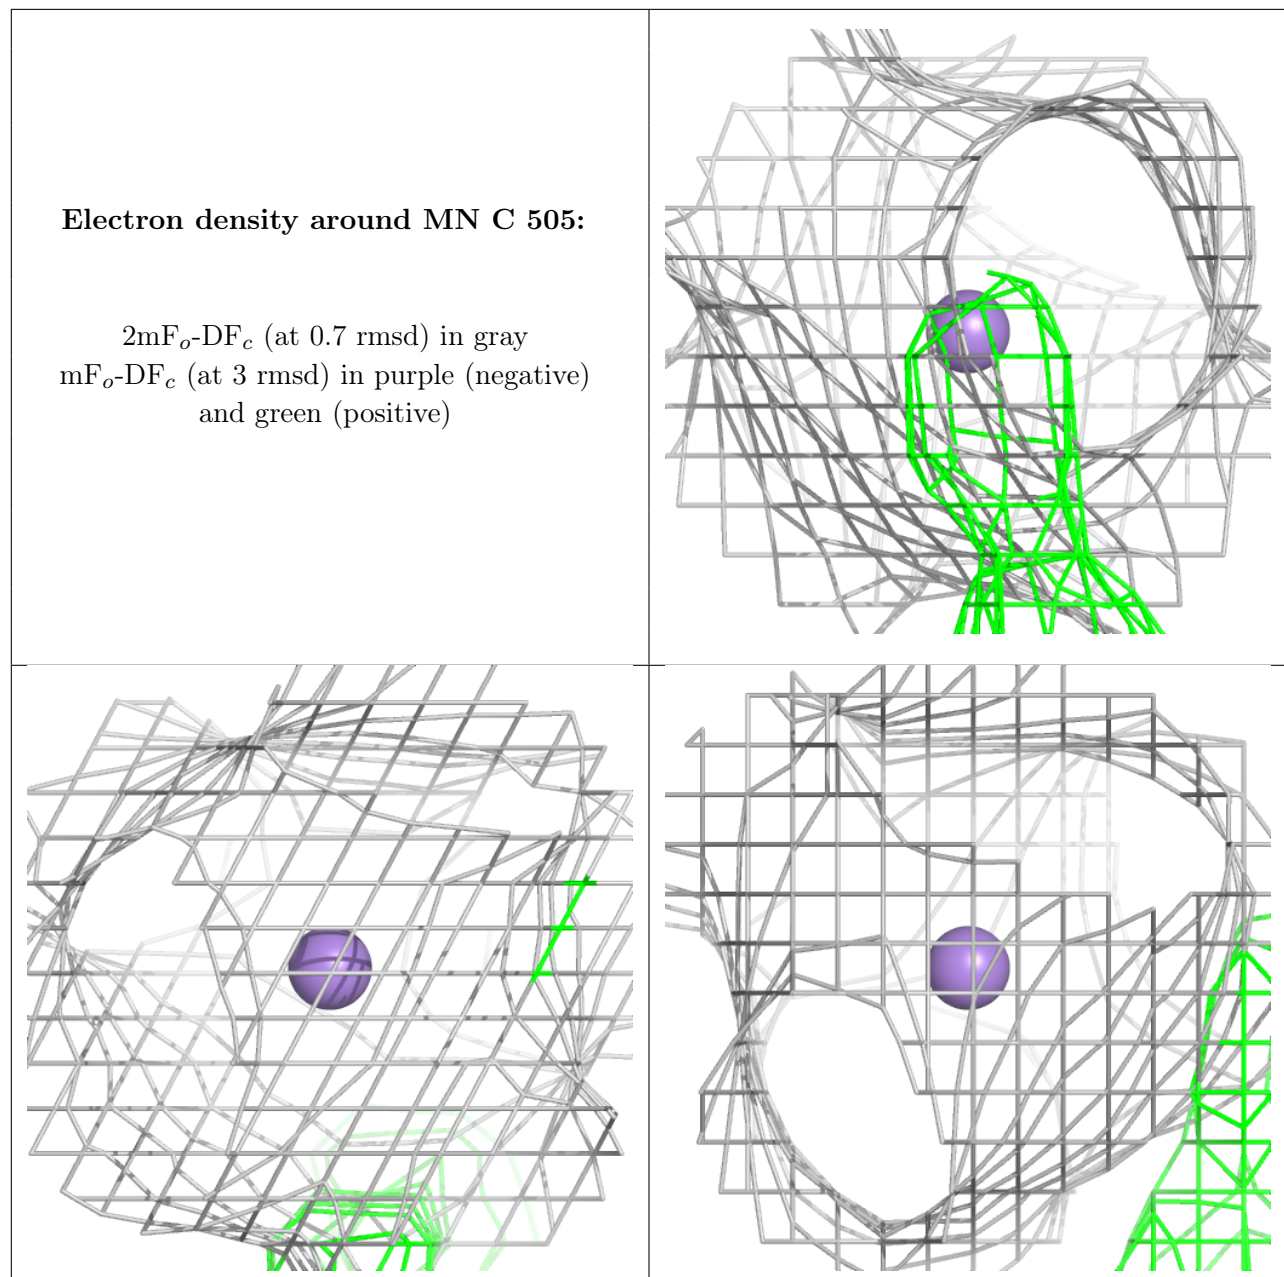 Electron density around MN C 505:
2mFo-DFc (at 0.7 rmsd) in gray
mFo-DFc (at 3 rmsd) in purple (negative)
and green (positive)